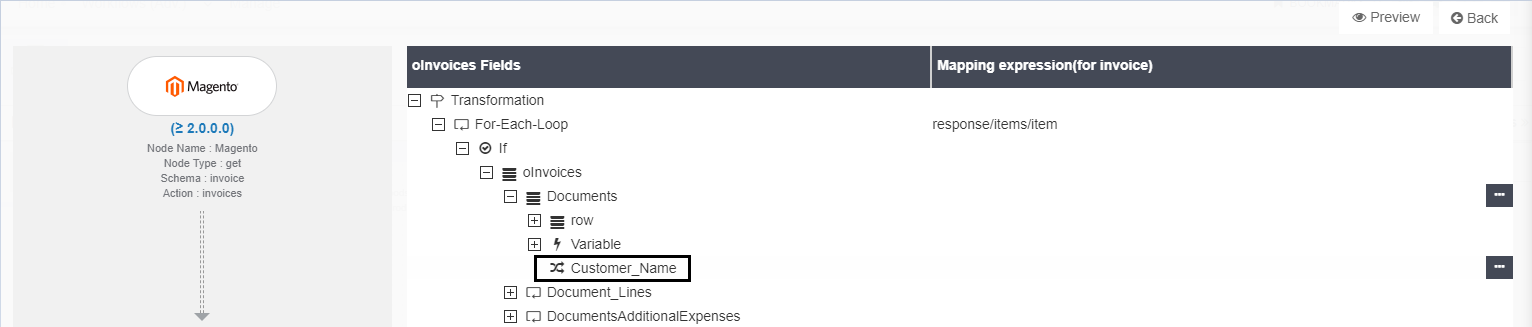 Preview
Back
Magento
(≥ 2.0.0.0)
Node Name : Magento
Node Type : get
Schema : invoice
Action : invoices
oInvoices Fields
Mapping expression(for invoice)
Transformation
For-Each-Loop
response/items/item
If
oInvoices
Documents
row
Variable
Customer_Name
Document_Lines
DocumentsAdditionalExpenses